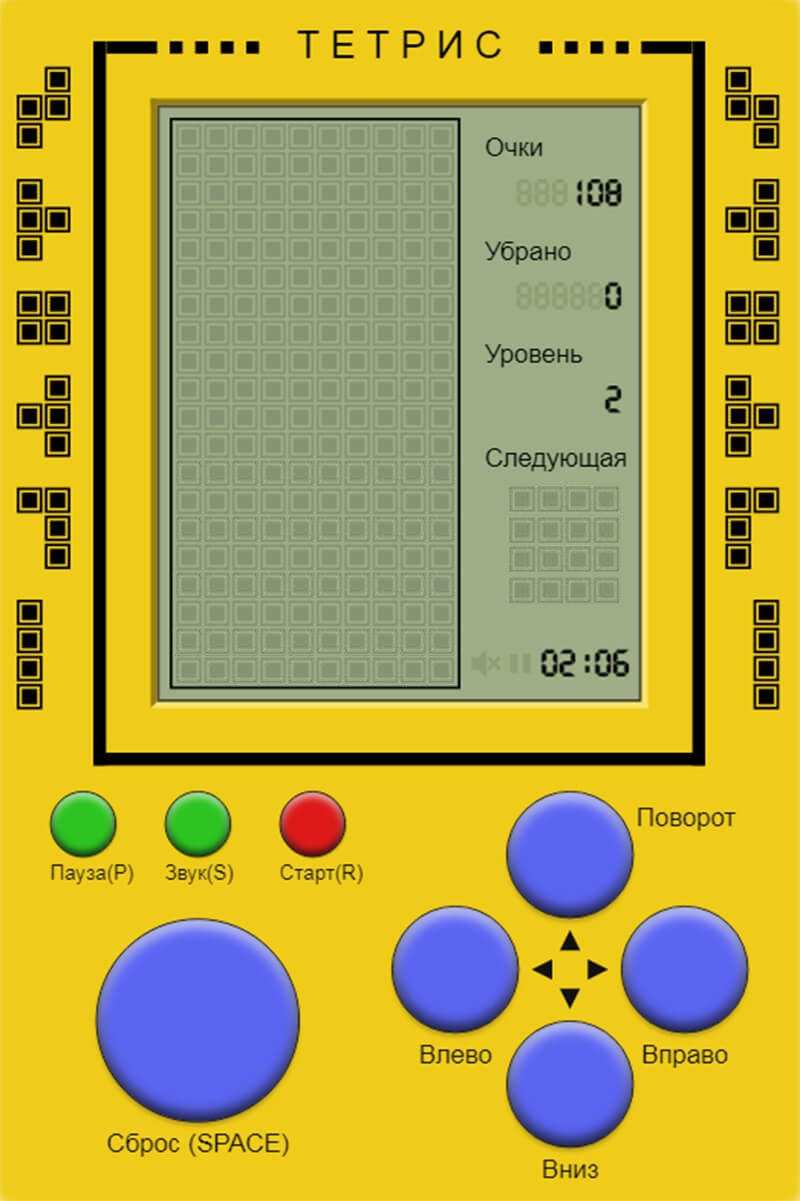 ТЕТРИС
Очки
108
Убрано
0
Уровень
2
Следующая
02:06
Пауза(P)
Звук(S)
Старт(R)
Поворот
Влево
Вправо
Сброс (SPACE)
Вниз